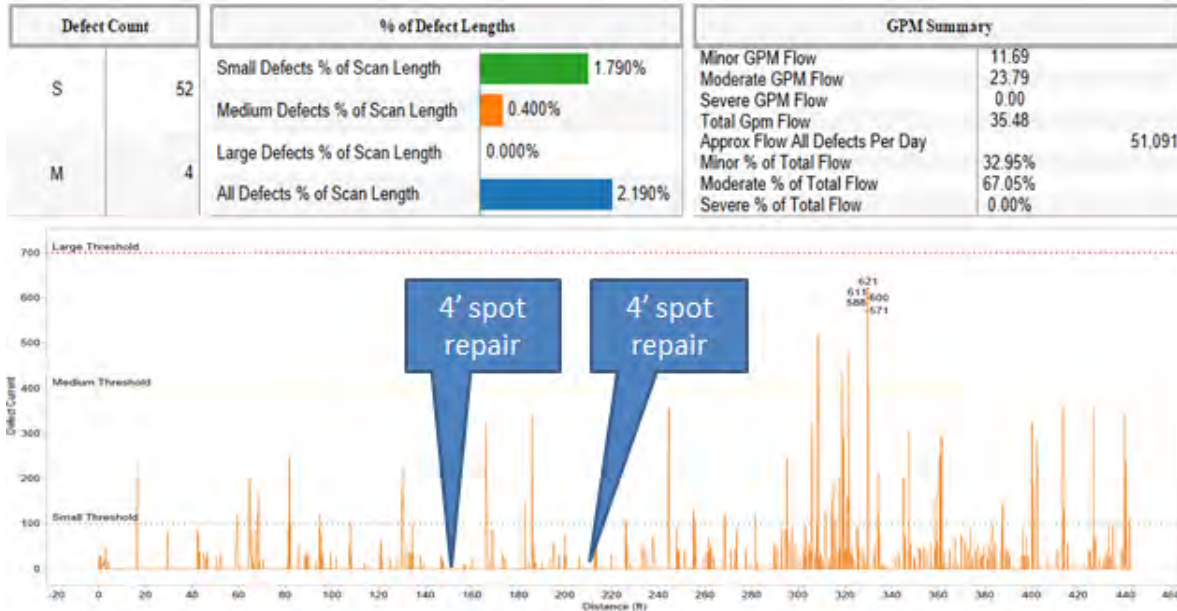 Defect Count
S 52
M 4
% of Defect Lengths
Small Defects % of Scan Length 1.790%
Medium Defects % of Scan Length 0.400%
Large Defects % of Scan Length 0.000%
All Defects % of Scan Length 2.190%
GPM Summary
Minor GPM Flow 11.69
Moderate GPM Flow 23.79
Severe GPM Flow 0.00
Total Gpm Flow 35.48
Approx Flow All Defects Per Day 51,091
Minor % of Total Flow 32.95%
Moderate % of Total Flow 67.05%
Severe % of Total Flow 0.00%
Large Threshold
700
600
500
Medium Threshold
400
300
200
Small Threshold
100
0
Defect Current
4’ spot
repair
4’ spot
repair
621
611 600
588 571
-20 0 20 40 60 80 100 120 140 160 180 200 220 240 260 280 300 320 340 360 380 400 420 440 460
Distance (ft)